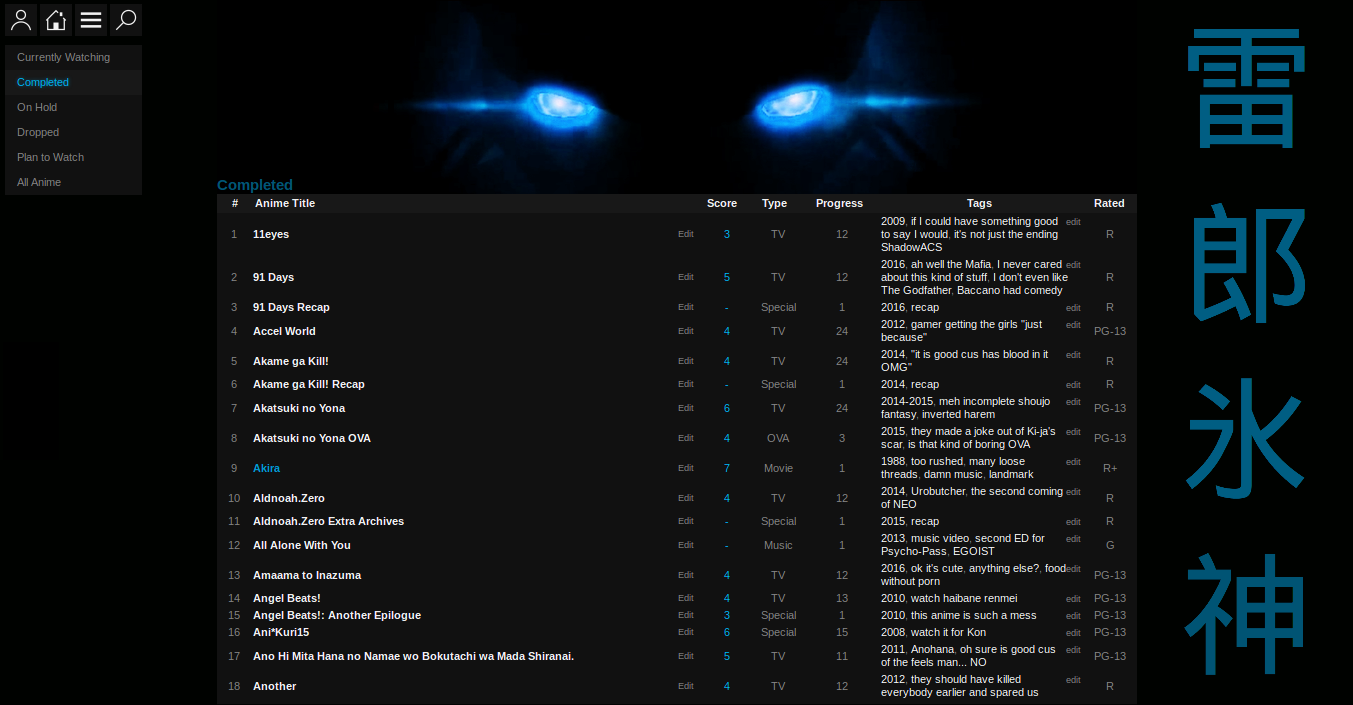 Currently Watching
Completed
On Hold
Dropped
Plan to Watch
All Anime
Completed
# Anime Title Score Type Progress Tags Rated
1 11eyes Edit 3 TV 12 2009, if I could have something good edit R
to say I would, it's not just the ending
ShadowACS
2 91 Days Edit 5 TV 12 2016, ah well the Mafia, I never cared edit R
about this kind of stuff, I don't even like
The Godfather, Baccano had comedy
3 91 Days Recap Edit - Special 1 2016, recap edit R
4 Accel World Edit 4 TV 24 2012, gamer getting the girls "just edit PG-13
because"
5 Akame ga Kill! Edit 4 TV 24 2014, "it is good cus has blood in it edit R
OMG"
6 Akame ga Kill! Recap Edit - Special 1 2014, recap edit R
7 Akatsuki no Yona Edit 6 TV 24 2014-2015, meh incomplete shoujo edit PG-13
fantasy, inverted harem
8 Akatsuki no Yona OVA Edit 4 OVA 3 2015, they made a joke out of Ki-ja's edit PG-13
scar, is that kind of boring OVA
9 Akira Edit 7 Movie 1 1988, too rushed, many loose edit R+
threads, damn music, landmark
10 Aldnoah.Zero Edit 4 TV 12 2014, Urobutcher, the second coming edit R
of NEO
11 Aldnoah.Zero Extra Archives Edit - Special 1 2015, recap edit R
12 All Alone With You Edit - Music 1 2013, music video, second ED for edit G
Psycho-Pass, EGOIST
13 Amaama to Inazuma Edit 4 TV 12 2016, ok it's cute, anything else?, food edit PG-13
without porn
14 Angel Beats! Edit 4 TV 13 2010, watch haibane renmei edit PG-13
15 Angel Beats!: Another Epilogue Edit 3 Special 1 2010, this anime is such a mess edit PG-13
16 Ani*Kuri15 Edit 6 Special 15 2008, watch it for Kon edit PG-13
17 Ano Hi Mita Hana no Namae wo Bokutachi wa Mada Shiranai. Edit 5 TV 11 2011, Anohana, oh sure is good cus edit PG-13
of the feels man... NO
18 Another Edit 4 TV 12 2012, they should have killed edit R
everybody earlier and spared us
雷
郎
氷
神